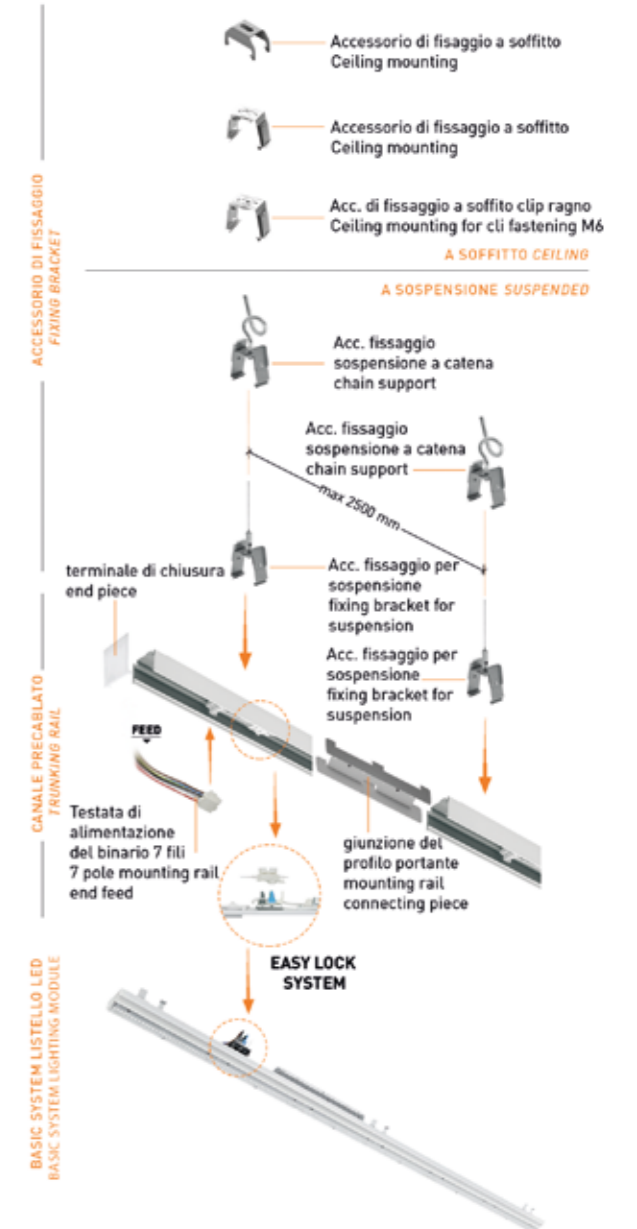 Accessorio di fisaggio a soffitto
Ceiling mounting
Accessorio di fissaggio a soffitto
Ceiling mounting
Acc. di fissaggio a soffito clip ragno
Ceiling mounting for cli fastening M6
A SOFFITTO CEILING
A SOSPENSIONE SUSPENDED
ACCESSORIO DI FISSAGGIO
FIXING BRACKET
Acc. fissaggio
sospensione a catena
chain support
Acc. fissaggio
sospensione a catena
chain support
max 2500 mm
terminale di chiusura
end piece
Acc. fissaggio per
sospensione
fixing bracket for
suspension
Acc. fissaggio per
sospensione
fixing bracket for
suspension
CANALE PRECABLATO
TRUNKING RAIL
FEED
Testata di
alimentazione
del binario 7 fili
7 pole mounting rail
end feed
giunzione del
profilo portante
mounting rail
connecting piece
EASY LOCK
SYSTEM
BASIC SYSTEM LISTELLO LED
BASIC SYSTEM LIGHTING MODULE